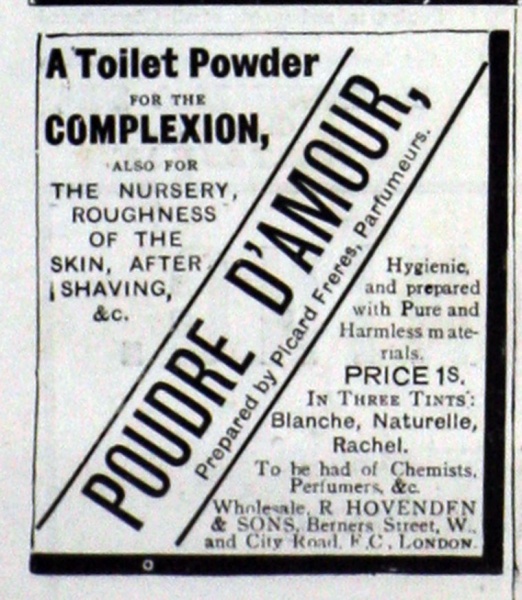 A Toilet Powder
FOR THE
COMPLEXION,
ALSO FOR
THE NURSERY,
ROUGHNESS
OF THE
SKIN, AFTER
SHAVING,
&c.
POUDRE D'AMOUR,
Prepared by Picard Freres, Parfumeurs.
Hygienic,
and prepared
with Pure and
Harmless mate-
rials.
PRICE 1S.
IN THREE TINTS:
Blanche, Naturelle,
Rachel.
To be had of Chemists,
Perfumers, &c.
Wholesale, R HOVENDEN
& SONS, Berners Street, W.,
and City Road, E.C., LONDON.